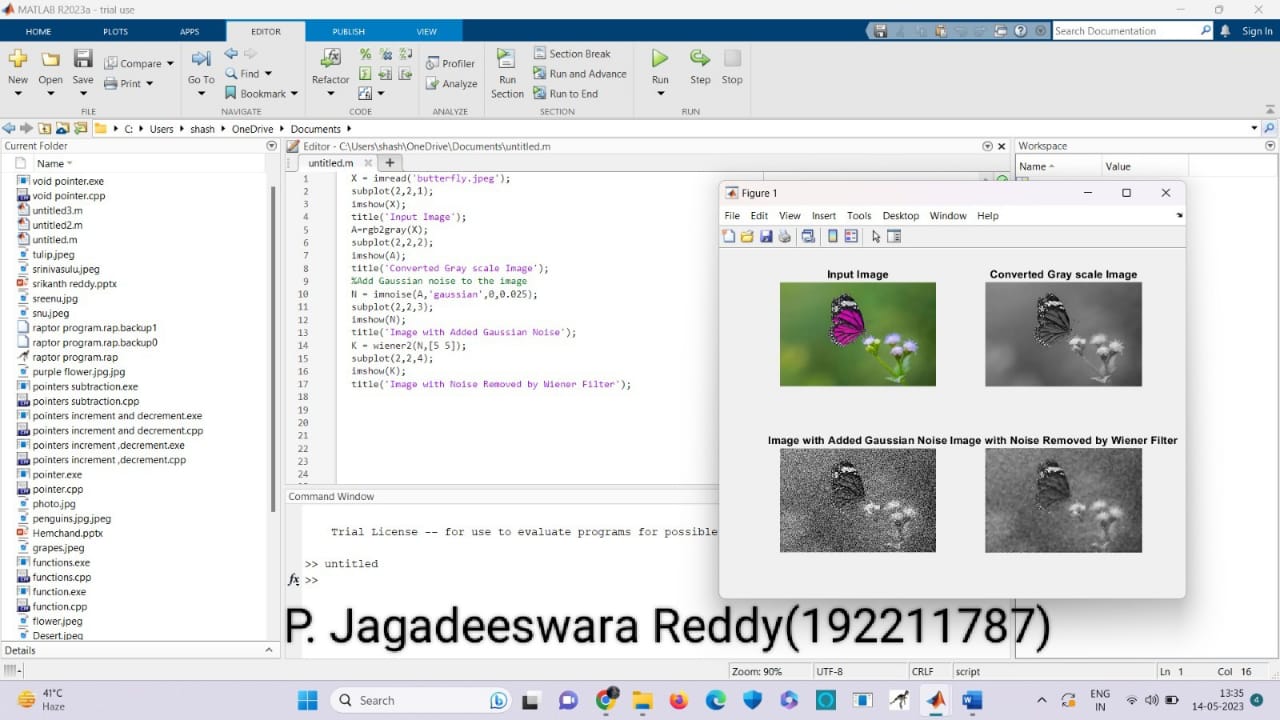 MATLAB R2023a - trial use
HOME PLOTS APPS EDITOR PUBLISH VIEW
Search Documentation Sign In
New Open Save Compare Print
Go To Find Bookmark
Refactor
Profiler Analyze
Run Section Section Break Run and Advance Run to End
Run Step Stop
FILE NAVIGATE CODE ANALYZE SECTION RUN
C: Users shash OneDrive Documents
Current Folder
Name
void pointer.exe
void pointer.cpp
untitled3.m
untitled2.m
untitled.m
tulip.jpeg
srinivasulu.jpeg
srikanth reddy.pptx
sreenu.jpg
snu.jpeg
raptor program.rap.backup1
raptor program.rap.backup0
raptor program.rap
purple flower.jpg.jpg
pointers subtraction.exe
pointers subtraction.cpp
pointers increment and decrement.exe
pointers increment and decrement.cpp
pointers increment ,decrement.exe
pointers increment ,decrement.cpp
pointer.exe
pointer.cpp
photo.jpg
penguins.jpg.jpeg
Hemchand.pptx
grapes.jpeg
functions.exe
functions.cpp
function.exe
function.cpp
flower.jpeg
Desert.jpeg
Details
Editor - C:\Users\shash\OneDrive\Documents\untitled.m
untitled.m
1 X = imread('butterfly.jpeg');
2 subplot(2,2,1);
3 imshow(X);
4 title('Input Image');
5 A=rgb2gray(X);
6 subplot(2,2,2);
7 imshow(A);
8 title('Converted Gray scale Image');
9 %Add Gaussian noise to the image
10 N = imnoise(A,'gaussian',0,0.025);
11 subplot(2,2,3);
12 imshow(N);
13 title('Image with Added Gaussian Noise');
14 K = wiener2(N,[5 5]);
15 subplot(2,2,4);
16 imshow(K);
17 title('Image with Noise Removed by Wiener Filter');
18
19
20
21
22
23
24
Command Window
Trial License -- for use to evaluate programs for possible
>> untitled
fx >>
Workspace
Name Value
Figure 1
File Edit View Insert Tools Desktop Window Help
Input Image
Converted Gray scale Image
Image with Added Gaussian Noise
Image with Noise Removed by Wiener Filter
P. Jagadeeswara Reddy(192211787)
Zoom: 90% UTF-8 CRLF script Ln 1 Col 16
41°C
Haze
Search
ENG
IN
13:35
14-05-2023
4